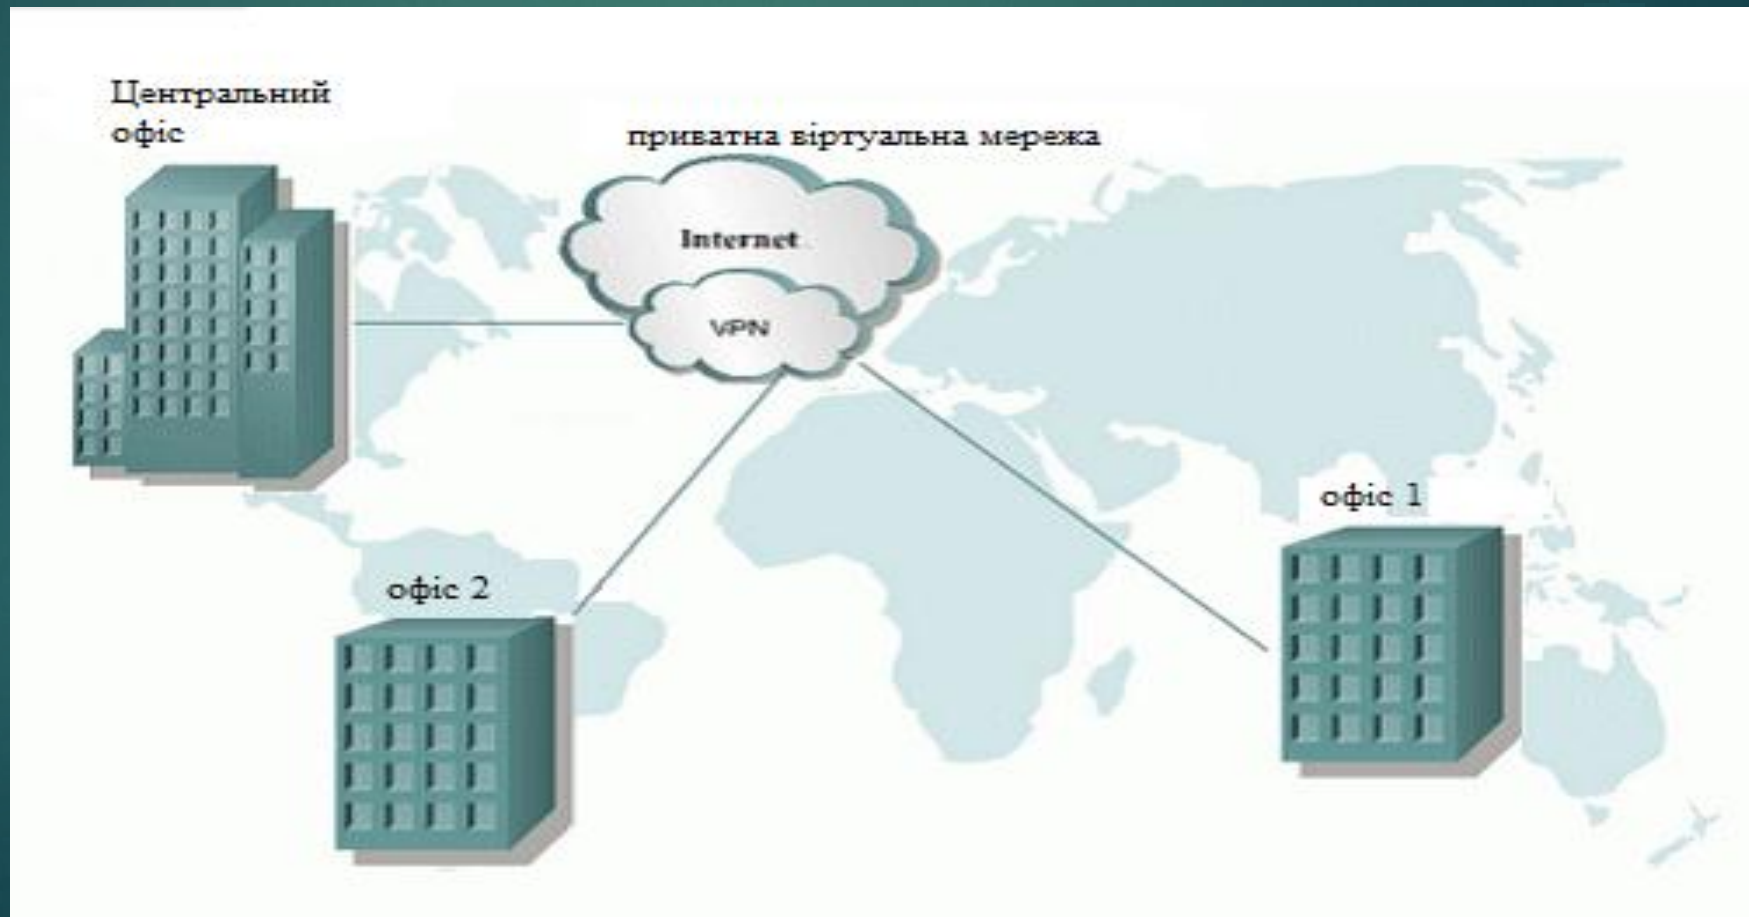 Центральний
офіс
приватна віртуальна мережа
Internet
VPN
офіс 1
офіс 2